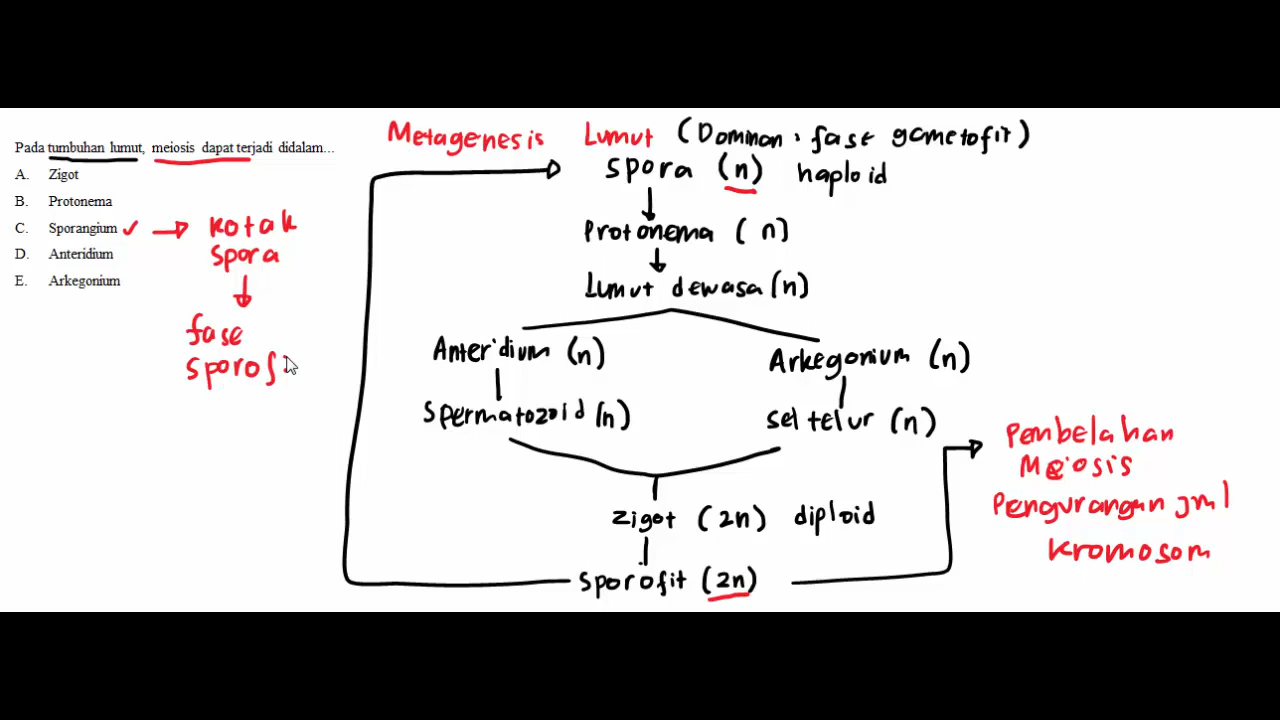 Pada tumbuhan lumut, meiosis dapat terjadi didalam...
A. Zigot
B. Protonema
C. Sporangium
D. Anteridium
E. Arkegonium
kotak
spora
fase
sporof
Metagenesis Lumut (Dominan : fase gametofit)
spora (n) haploid
Protonema (n)
Lumut dewasa (n)
Anteridium (n) Arkegonium (n)
spermatozoid (n) sel telur (n)
zigot (2n) diploid
sporofit (2n)
Pembelahan
Meiosis
Pengurangan jml
kromosom